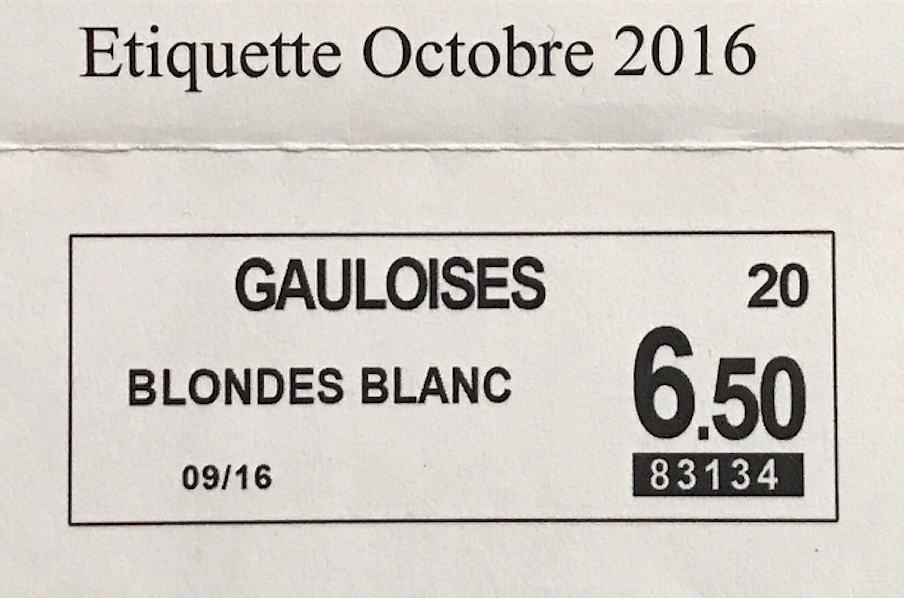 Etiquette Octobre 2016
GAULOISES 20
BLONDES BLANC 6.50
09/16 83134